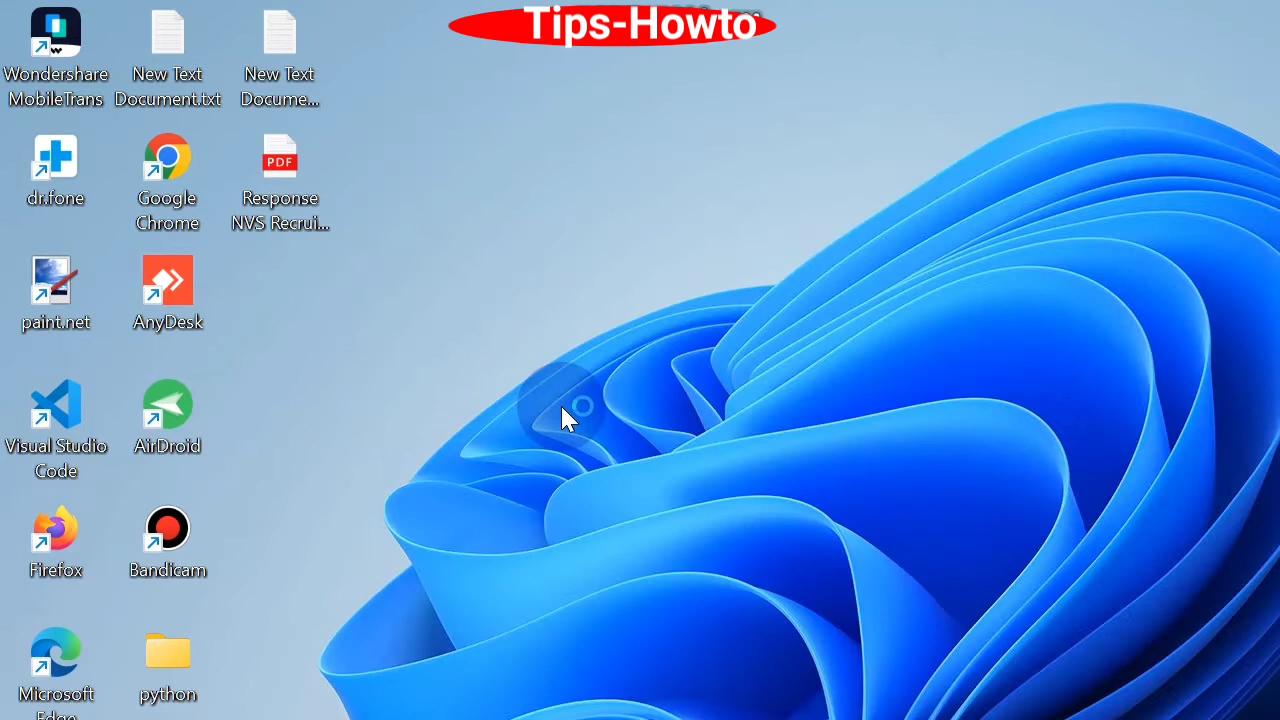 Tips-Howto
Wondershare
MobileTrans
New Text
Document.txt
New Text
Docume...
dr.fone
Google
Chrome
PDF
Response
NVS Recrui...
paint.net
AnyDesk
Visual Studio
Code
AirDroid
Firefox
Bandicam
Microsoft
Edge
python